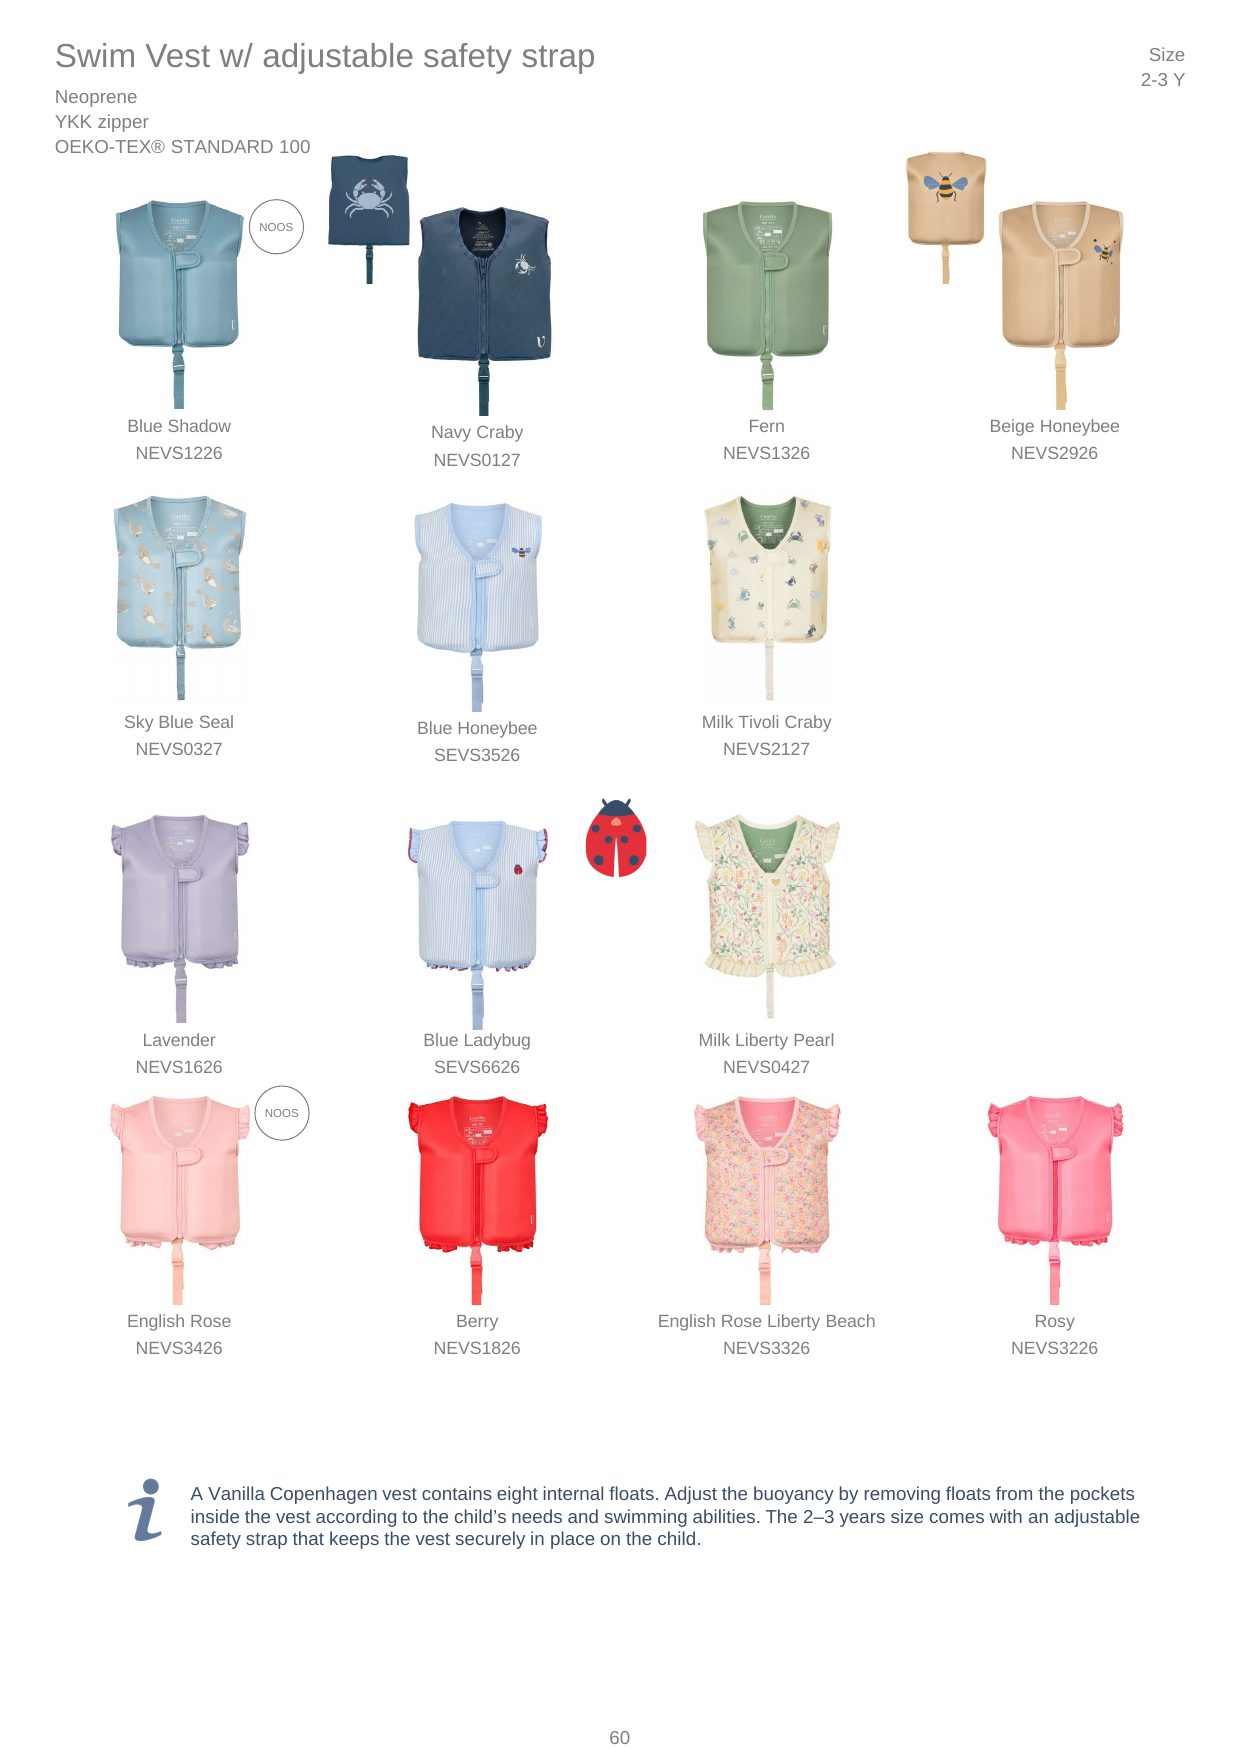 Swim Vest w/ adjustable safety strap
Size
2-3 Y
Neoprene
YKK zipper
OEKO-TEX® STANDARD 100
NOOS
Blue Shadow
NEVS1226
Navy Craby
NEVS0127
Fern
NEVS1326
Beige Honeybee
NEVS2926
Sky Blue Seal
NEVS0327
Blue Honeybee
SEVS3526
Milk Tivoli Craby
NEVS2127
Lavender
NEVS1626
Blue Ladybug
SEVS6626
Milk Liberty Pearl
NEVS0427
NOOS
English Rose
NEVS3426
Berry
NEVS1826
English Rose Liberty Beach
NEVS3326
Rosy
NEVS3226
A Vanilla Copenhagen vest contains eight internal floats. Adjust the buoyancy by removing floats from the pockets
inside the vest according to the child’s needs and swimming abilities. The 2–3 years size comes with an adjustable
safety strap that keeps the vest securely in place on the child.
60